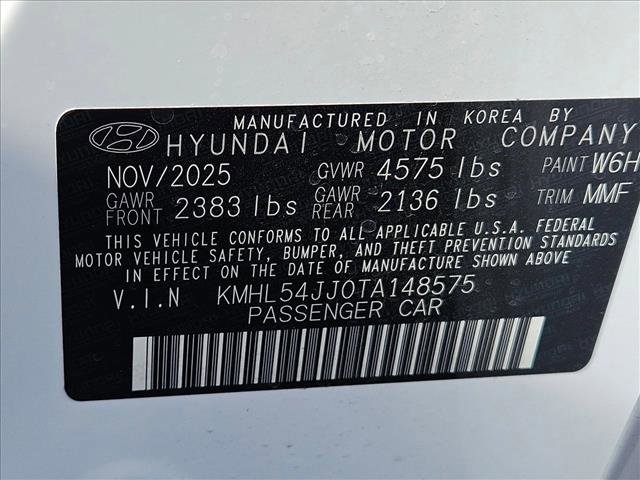 MANUFACTURED IN KOREA BY
HYUNDAI MOTOR COMPANY
NOV/2025 GVWR 4575 lbs PAINT W6H
GAWR FRONT 2383 lbs GAWR REAR 2136 lbs TRIM MMF
THIS VEHICLE CONFORMS TO ALL APPLICABLE U.S.A. FEDERAL
MOTOR VEHICLE SAFETY, BUMPER, AND THEFT PREVENTION STANDARDS
IN EFFECT ON THE DATE OF MANUFACTURE SHOWN ABOVE
V.I.N KMHL54JJ0TA148575
PASSENGER CAR